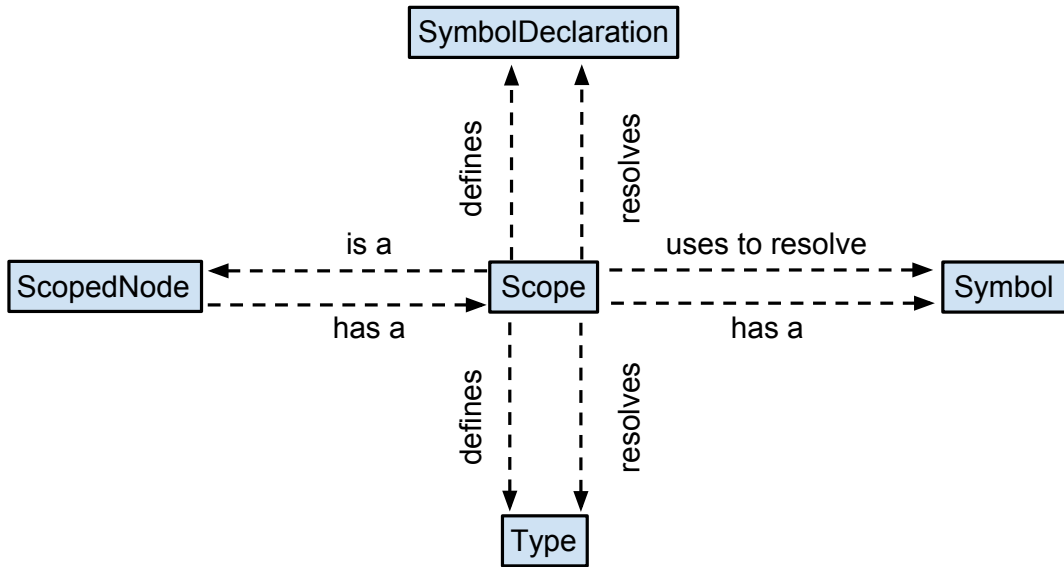 SymbolDeclaration
defines
resolves
is a
uses to resolve
ScopedNode
Scope
Symbol
has a
has a
defines
resolves
Type